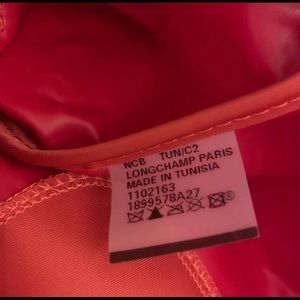 NCB TUN/C2
LONGCHAMP PARIS
MADE IN TUNISIA
1102163
1899578A27